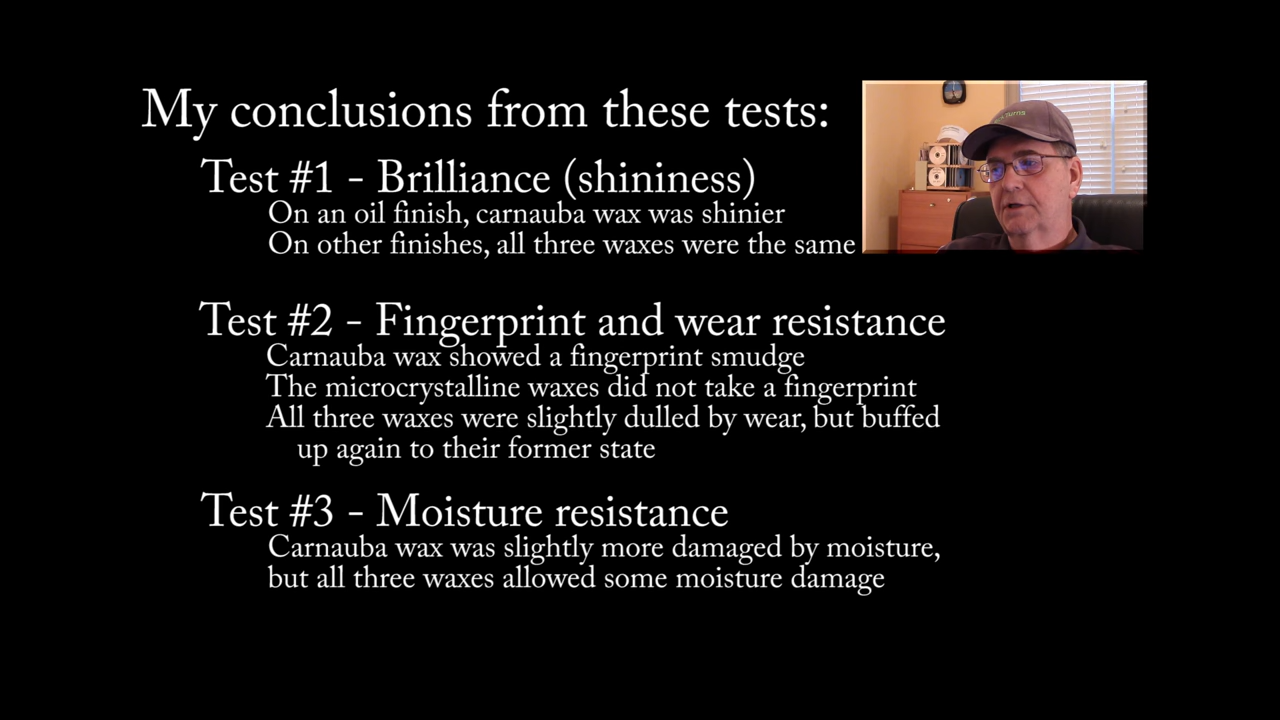 My conclusions from these tests:
Test #1 - Brilliance (shininess)
On an oil finish, carnauba wax was shinier
On other finishes, all three waxes were the same
Test #2 - Fingerprint and wear resistance
Carnauba wax showed a fingerprint smudge
The microcrystalline waxes did not take a fingerprint
All three waxes were slightly dulled by wear, but buffed
up again to their former state
Test #3 - Moisture resistance
Carnauba wax was slightly more damaged by moisture,
but all three waxes allowed some moisture damage